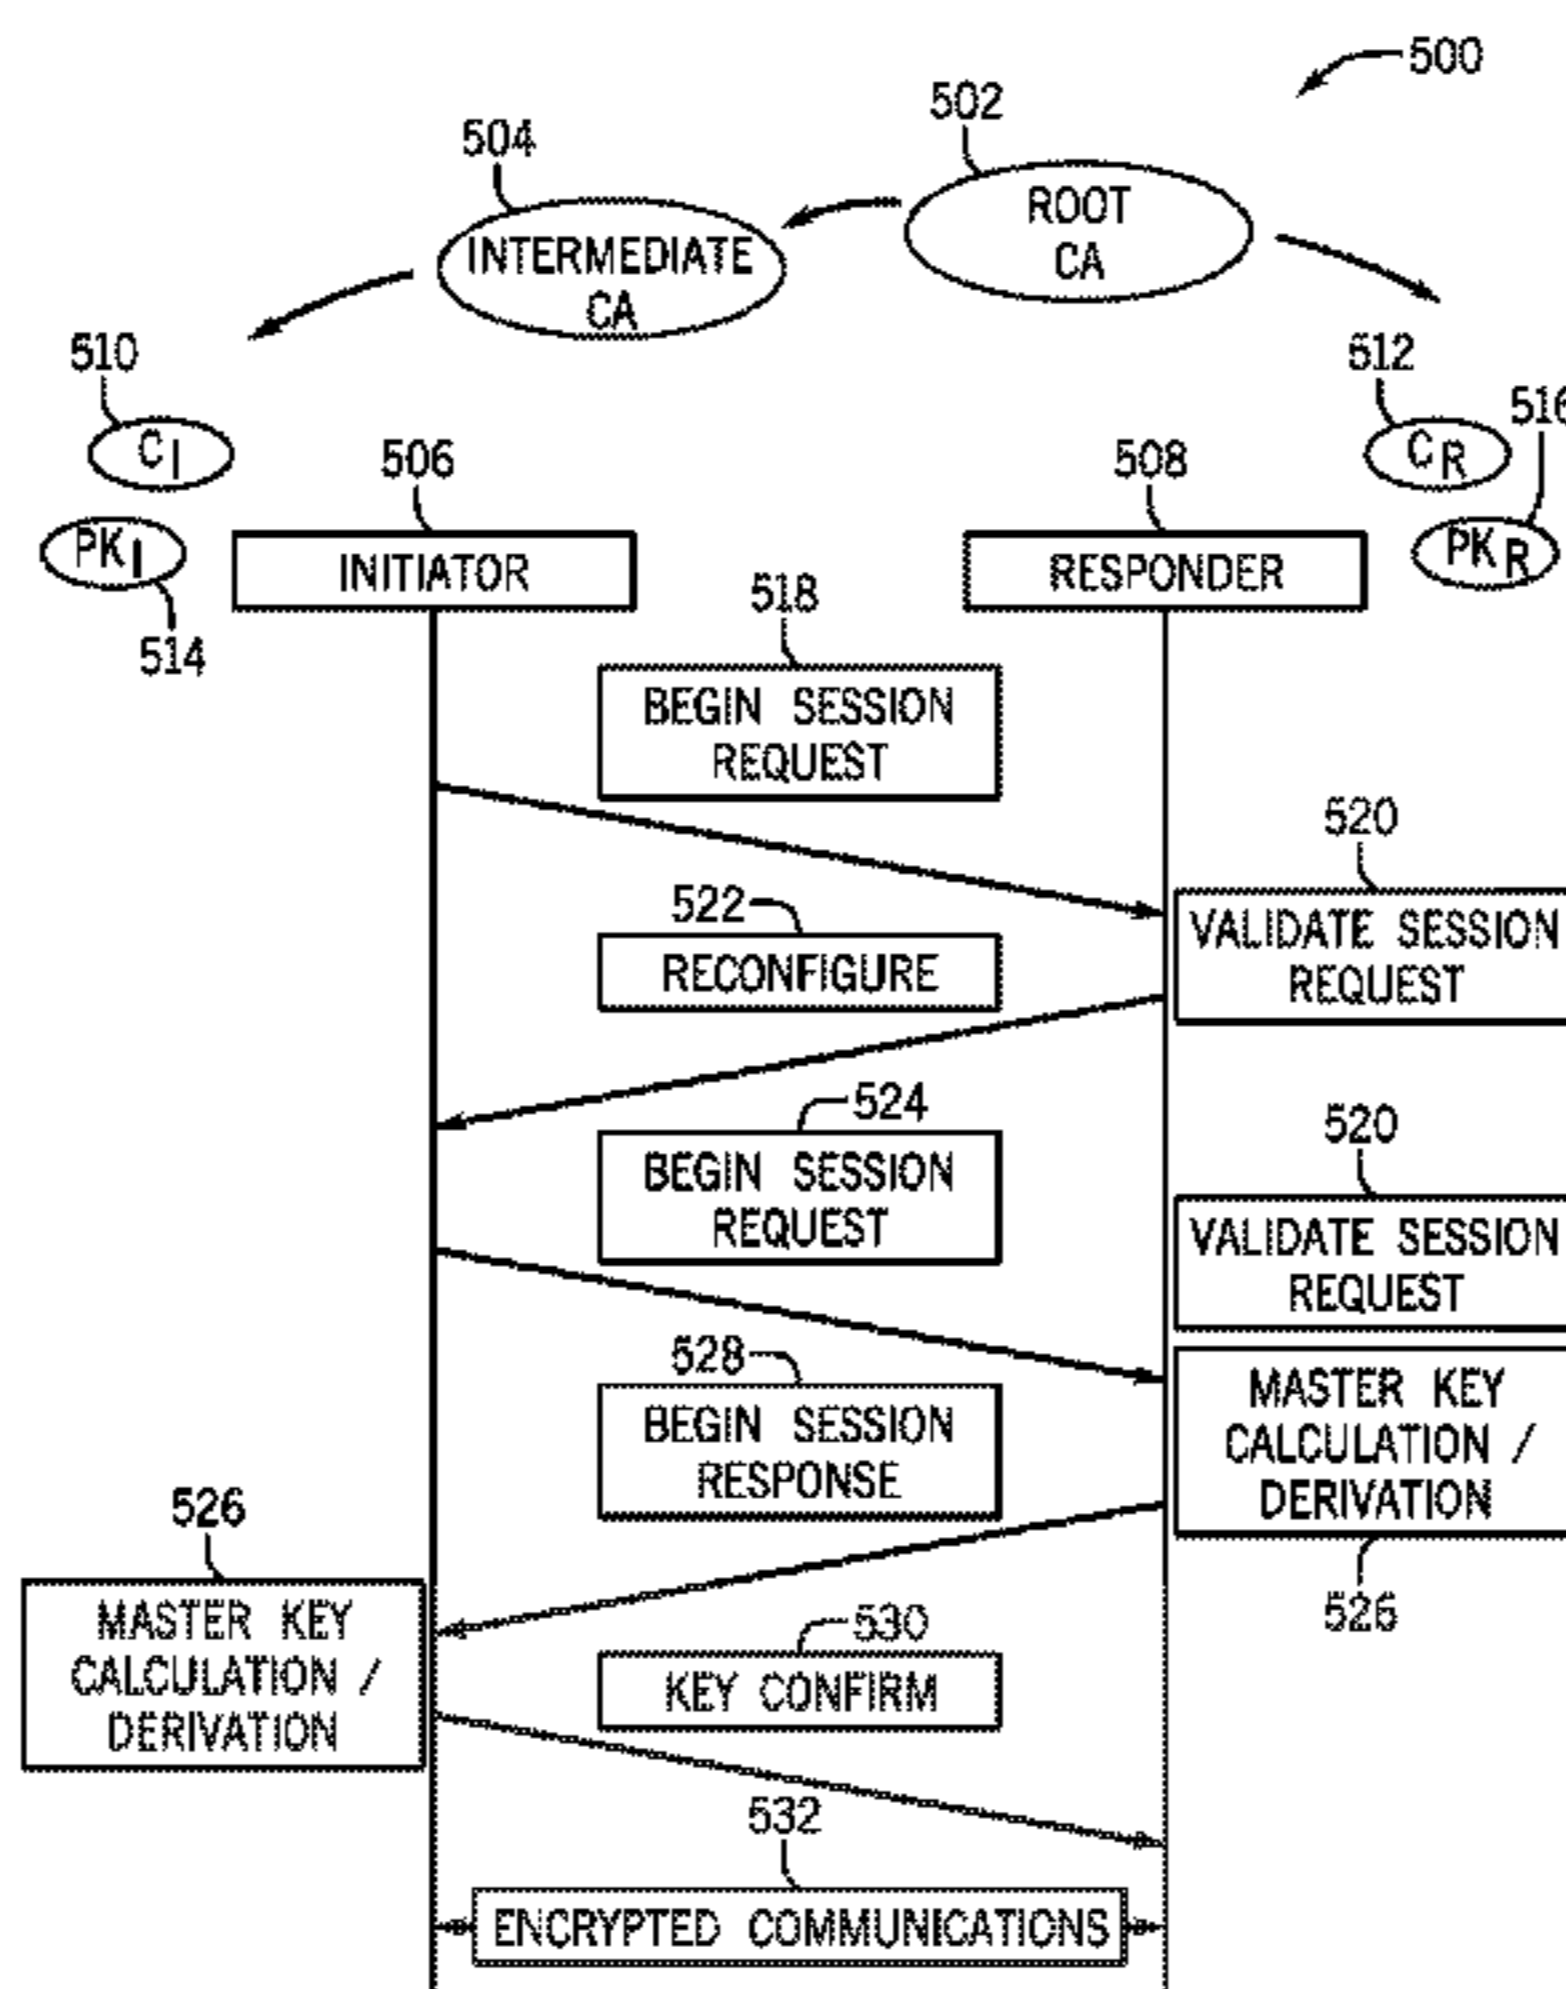 500
502
504
ROOT
CA
INTERMEDIATE
CA
510
512
516
CI
CR
506
508
PKI
PKR
INITIATOR
RESPONDER
514
518
BEGIN SESSION
REQUEST
520
522
VALIDATE SESSION
REQUEST
RECONFIGURE
524
520
BEGIN SESSION
REQUEST
VALIDATE SESSION
REQUEST
528
MASTER KEY
CALCULATION /
DERIVATION
BEGIN SESSION
RESPONSE
526
526
MASTER KEY
CALCULATION /
DERIVATION
530
KEY CONFIRM
532
ENCRYPTED COMMUNICATIONS